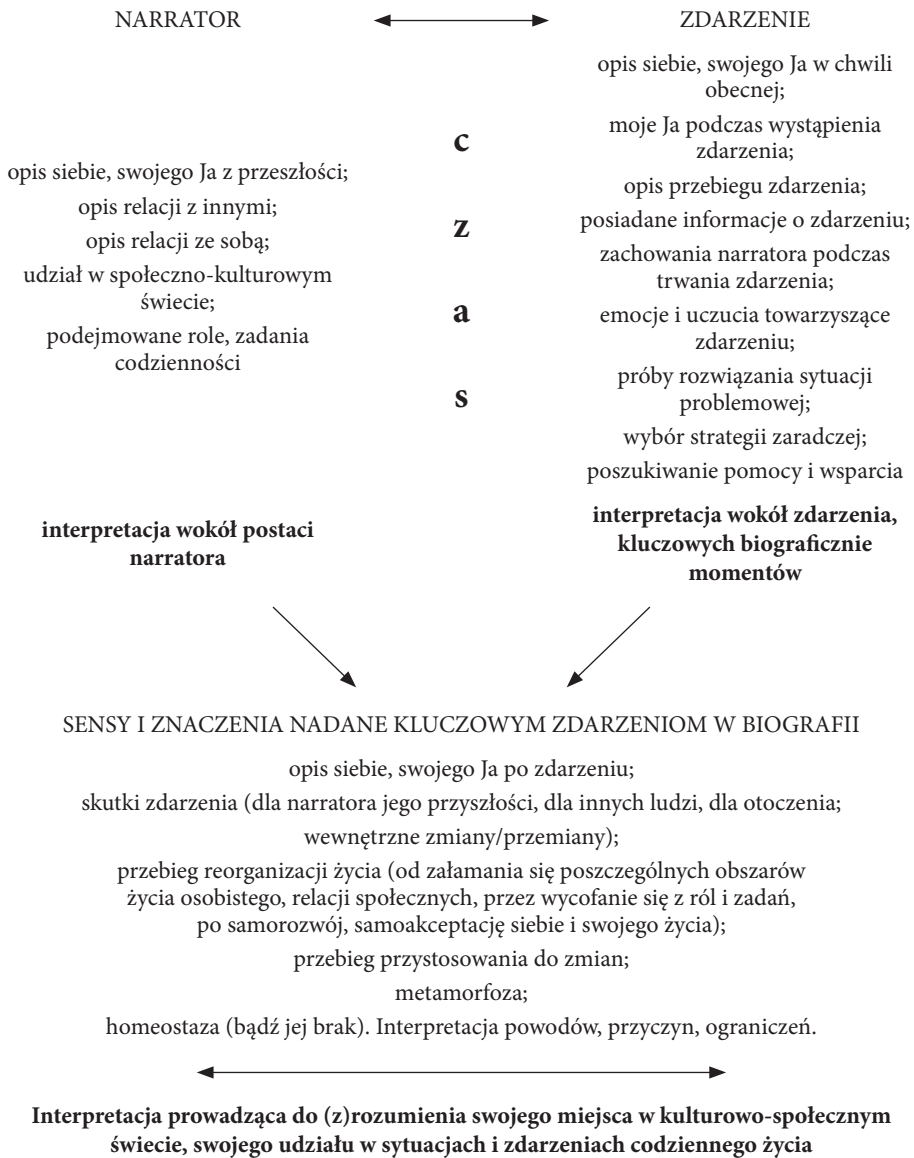 NARRATOR
ZDARZENIE
opis siebie, swojego Ja z przeszłości;
opis relacji z innymi;
opis relacji ze sobą;
udział w społeczno-kulturowym
świecie;
podejmowane role, zadania
codzienności
interpretacja wokół postaci
narratora
c
z
a
s
opis siebie, swojego Ja w chwili
obecnej;
moje Ja podczas wystąpienia
zdarzenia;
opis przebiegu zdarzenia;
posiadane informacje o zdarzeniu;
zachowania narratora podczas
trwania zdarzenia;
emocje i uczucia towarzyszące
zdarzeniu;
próby rozwiązania sytuacji
problemowej;
wybór strategii zaradczej;
poszukiwanie pomocy i wsparcia
interpretacja wokół zdarzenia,
kluczowych biograficznie
momentów
SENSY I ZNACZENIA NADANE KLUCZOWYM ZDARZENIOM W BIOGRAFII
opis siebie, swojego Ja po zdarzeniu;
skutki zdarzenia (dla narratora jego przyszłości, dla innych ludzi, dla otoczenia;
wewnętrzne zmiany/przemiany);
przebieg reorganizacji życia (od załamania się poszczególnych obszarów
życia osobistego, relacji społecznych, przez wycofanie się z ról i zadań,
po samorozwój, samoakceptację siebie i swojego życia);
przebieg przystosowania do zmian;
metamorfoza;
homeostaza (bądź jej brak). Interpretacja powodów, przyczyn, ograniczeń.
Interpretacja prowadząca do (z)rozumienia swojego miejsca w kulturowo-społecznym
świecie, swojego udziału w sytuacjach i zdarzeniach codziennego życia